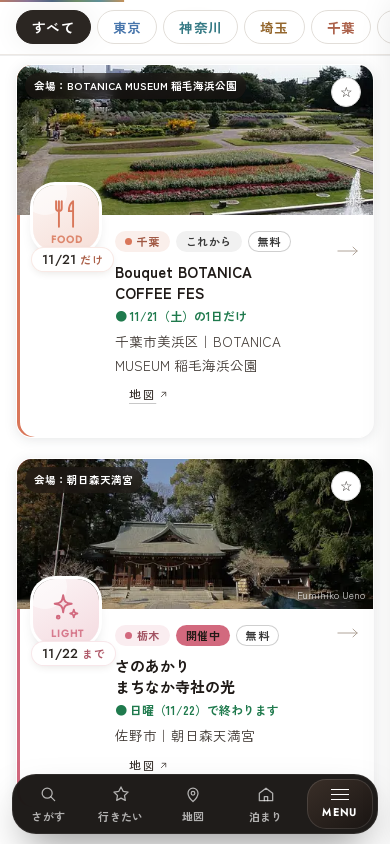 すべて
東京
神奈川
埼玉
千葉
会場：BOTANICA MUSEUM 稲毛海浜公園
☆
FOOD
11/21 だけ
千葉
これから
無料
→
Bouquet BOTANICA
COFFEE FES
11/21（土）の1日だけ
千葉市美浜区｜BOTANICA
MUSEUM 稲毛海浜公園
地図 ↗
会場：朝日森天満宮
☆
Fumihiko Ueno
LIGHT
11/22 まで
栃木
開催中
無料
→
さのあかり
まちなか寺社の光
日曜（11/22）で終わります
佐野市｜朝日森天満宮
地図 ↗
さがす
行きたい
地図
泊まり
MENU